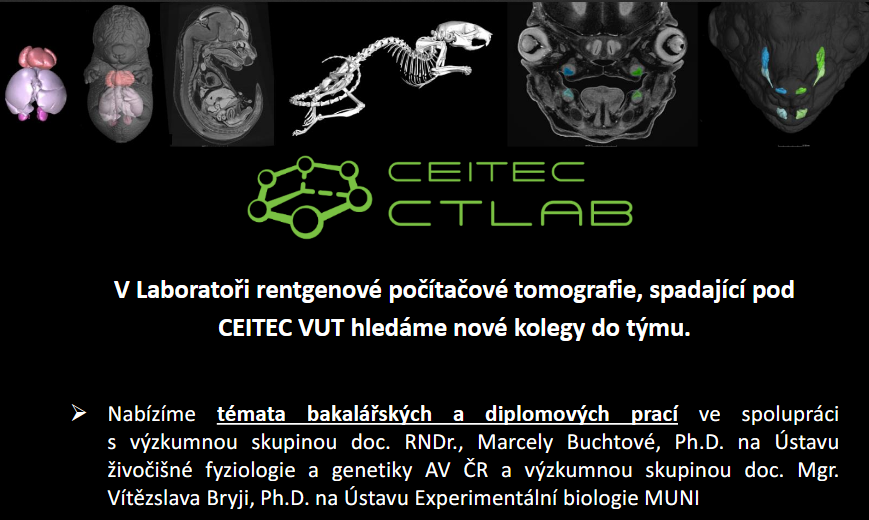 CEITEC
CTLAB
V Laboratoři rentgenové počítačové tomografie, spadající pod
CEITEC VUT hledáme nové kolegy do týmu.
➢ Nabízíme témata bakalářských a diplomových prací ve spolupráci
s výzkumnou skupinou doc. RNDr., Marcely Buchtové, Ph.D. na Ústavu
živočišné fyziologie a genetiky AV ČR a výzkumnou skupinou doc. Mgr.
Vítězslava Bryji, Ph.D. na Ústavu Experimentální biologie MUNI